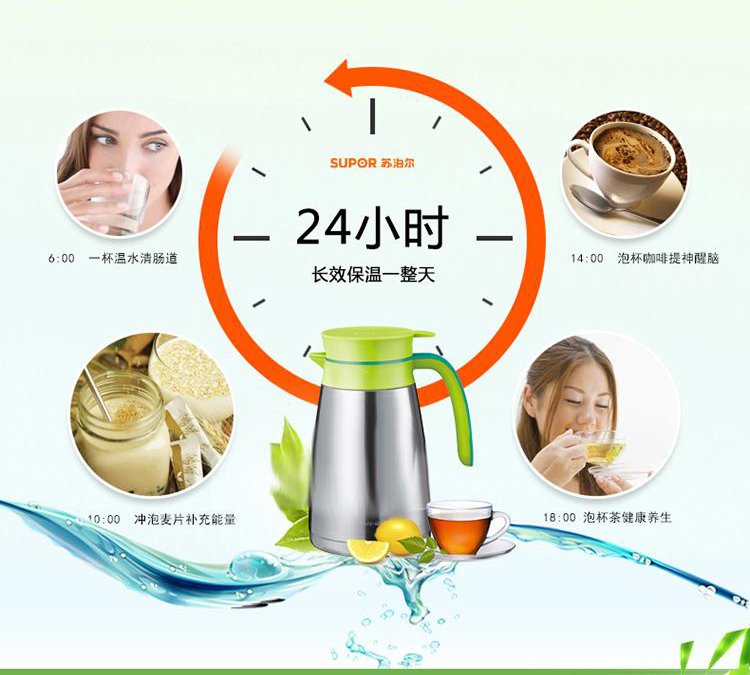 SUPOR 苏泊尔
24小时
长效保温一整天
6:00 一杯温水清肠道
14:00 泡杯咖啡提神醒脑
10:00 冲泡麦片补充能量
18:00 泡杯茶健康养生